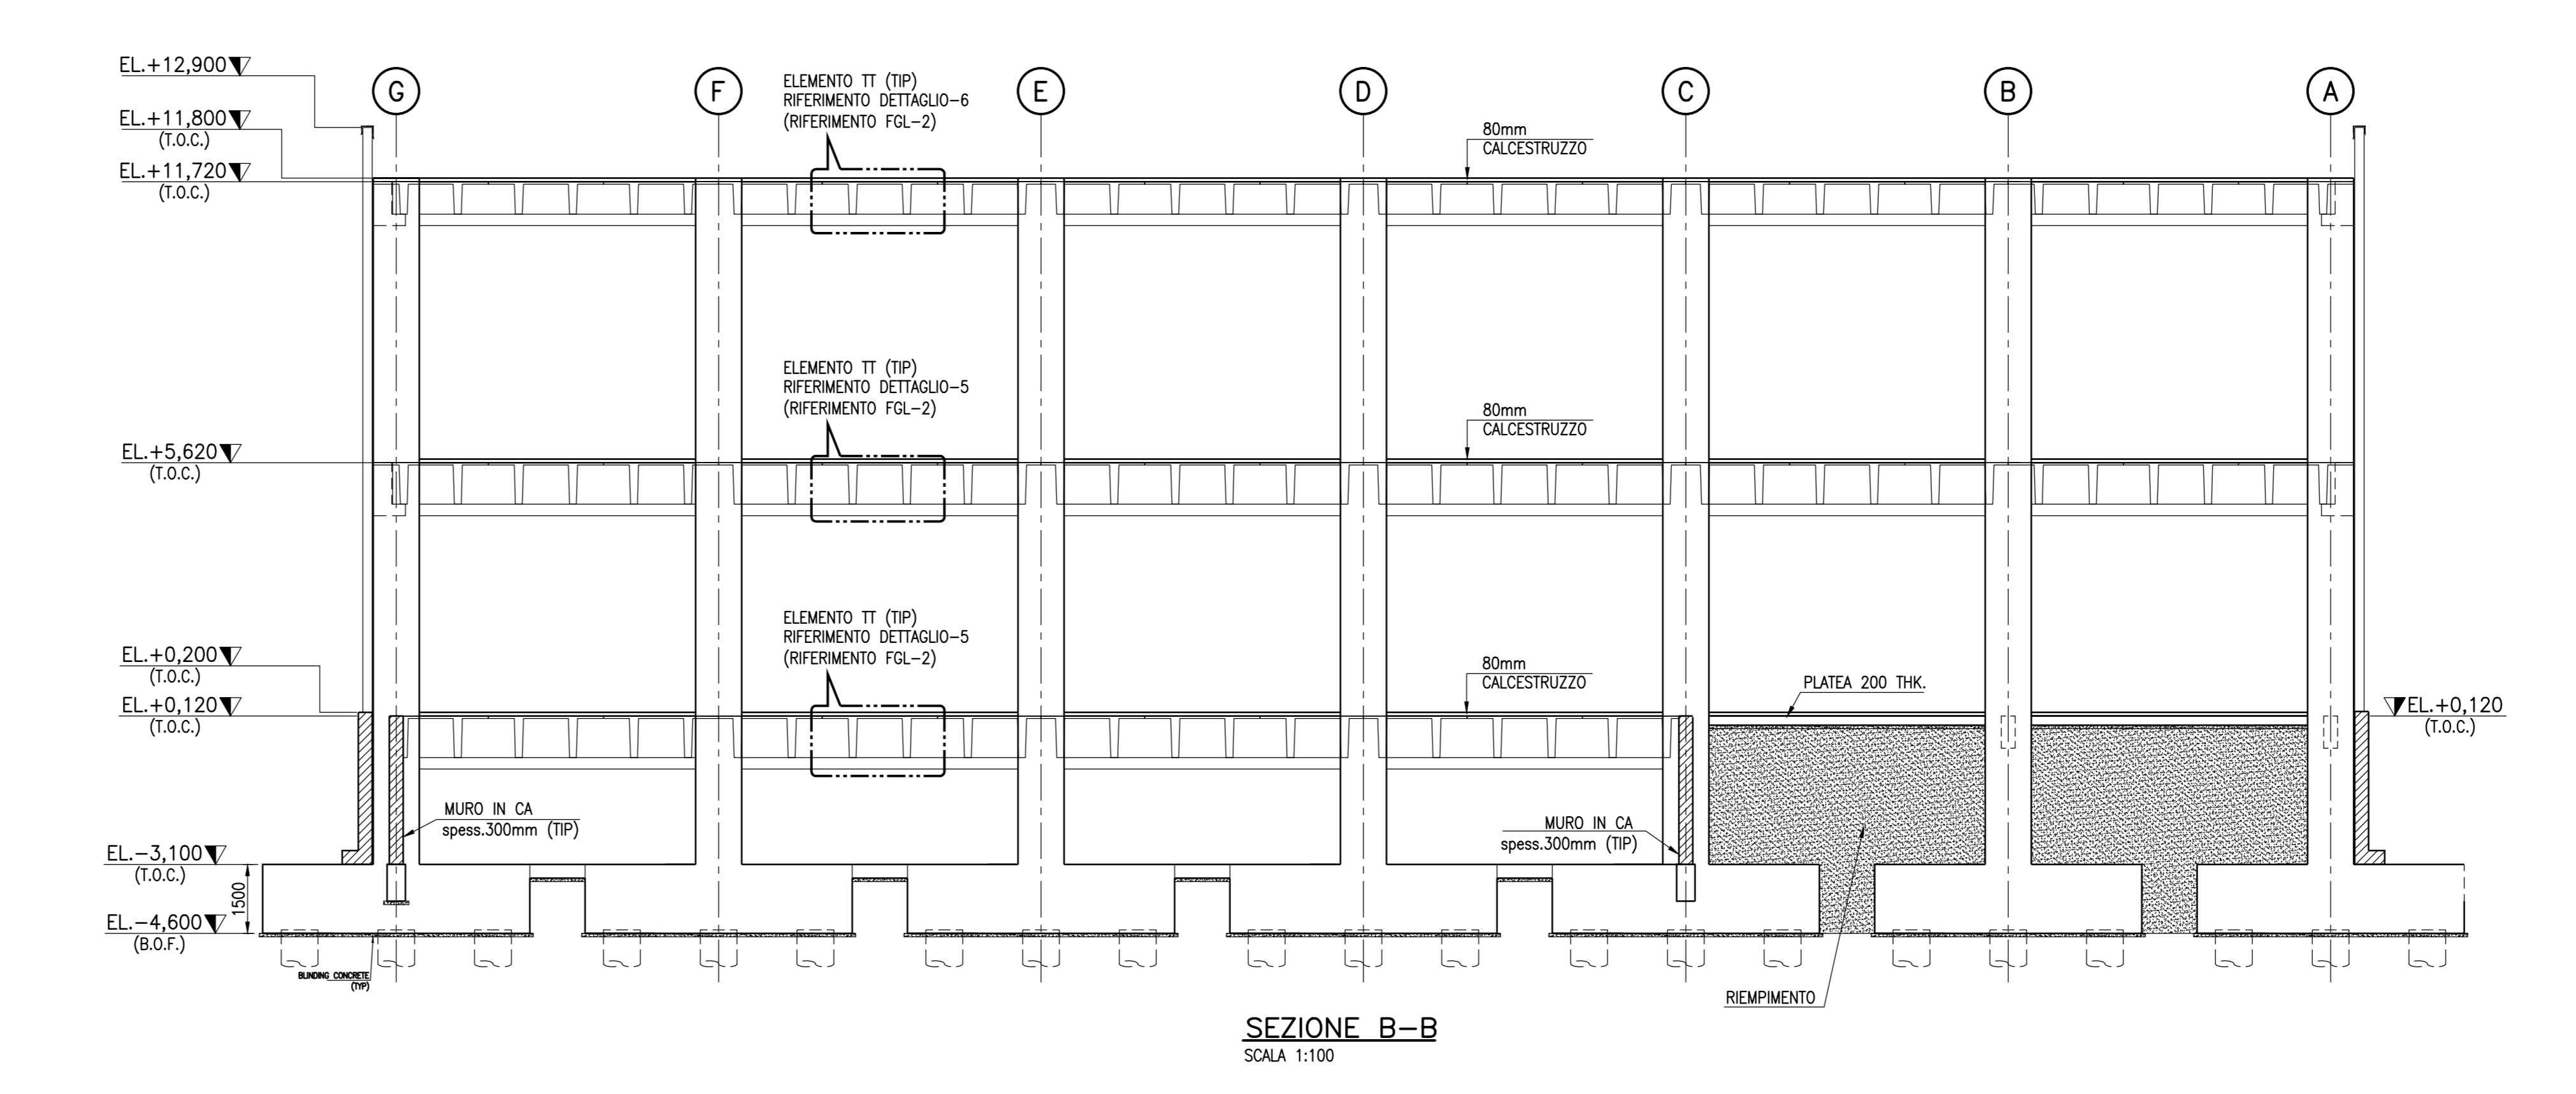 EL.+12,900
G
F
ELEMENTO TT (TIP)
RIFERIMENTO DETTAGLIO-6
(RIFERIMENTO FGL-2)
E
D
C
B
A
EL.+11,800
(T.O.C.)
80mm
CALCESTRUZZO
EL.+11,720
(T.O.C.)
ELEMENTO TT (TIP)
RIFERIMENTO DETTAGLIO-5
(RIFERIMENTO FGL-2)
80mm
CALCESTRUZZO
EL.+5,620
(T.O.C.)
ELEMENTO TT (TIP)
RIFERIMENTO DETTAGLIO-5
(RIFERIMENTO FGL-2)
EL.+0,200
(T.O.C.)
80mm
CALCESTRUZZO
PLATEA 200 THK.
EL.+0,120
(T.O.C.)
EL.+0,120
(T.O.C.)
MURO IN CA
spess.300mm (TIP)
MURO IN CA
spess.300mm (TIP)
EL.-3,100
(T.O.C.)
1500
EL.-4,600
(B.O.F.)
BLINDING CONCRETE
(TYP)
RIEMPIMENTO
SEZIONE B-B
SCALA 1:100